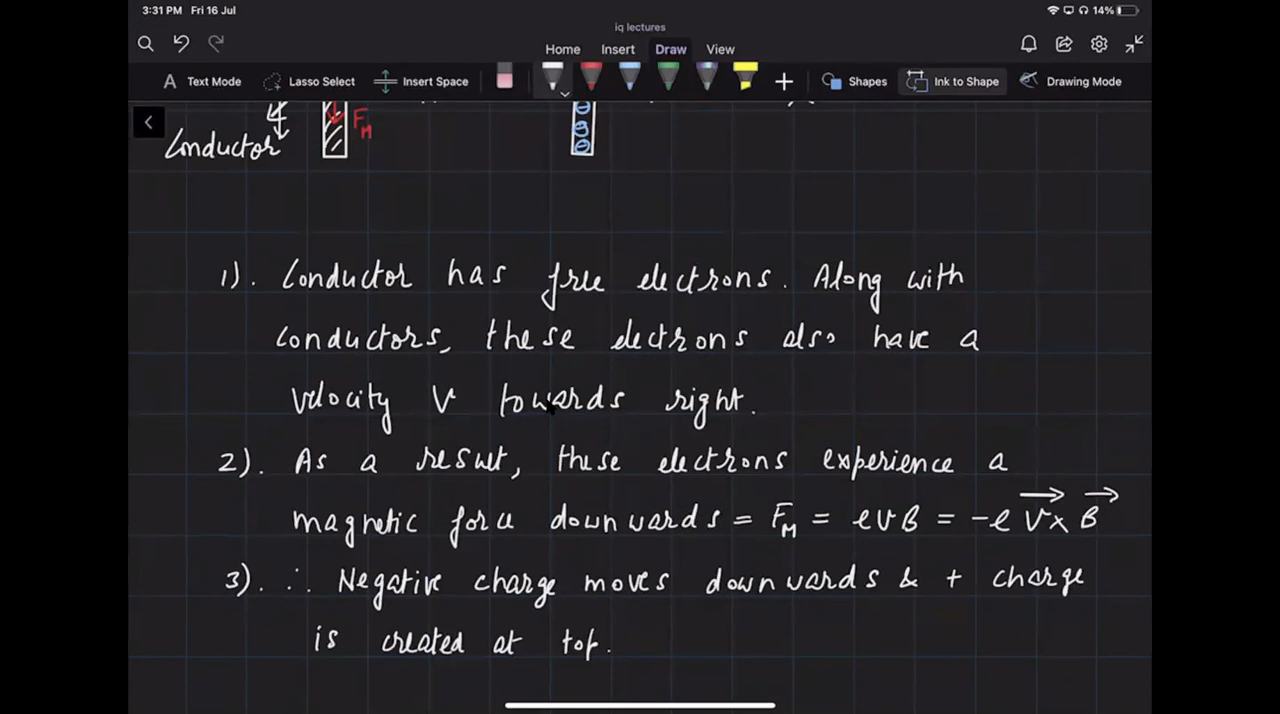 3:31 PM Fri 16 Jul
14%
iq lectures
Home Insert Draw View
Text Mode Lasso Select Insert Space Shapes Ink to Shape Drawing Mode
FM
Conductor
1). Conductor has free electrons. Along with
conductors, these electrons also have a
velocity V towards right.
2). As a result, these electrons experience a
magnetic force downwards = FM = eVB = -e V⃗ x B⃗
3). ∴ Negative charge moves downwards & + charge
is created at top.